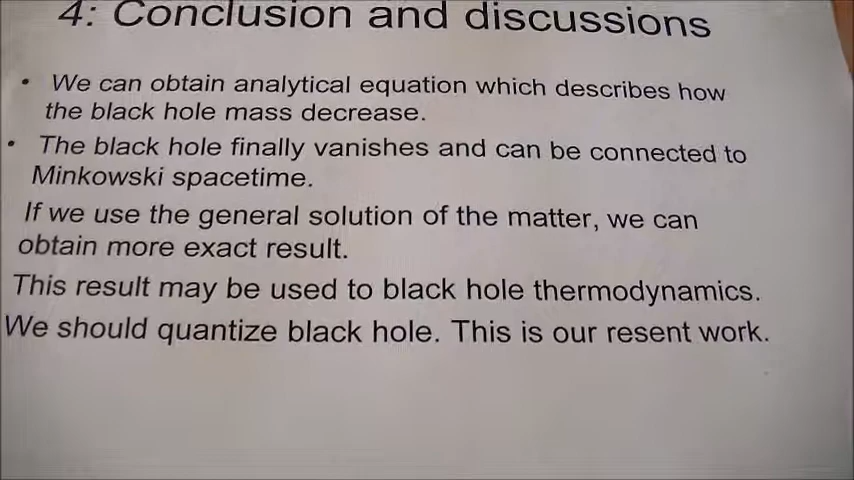 4: Conclusion and discussions
• We can obtain analytical equation which describes how
the black hole mass decrease.
• The black hole finally vanishes and can be connected to
Minkowski spacetime.
If we use the general solution of the matter, we can
obtain more exact result.
This result may be used to black hole thermodynamics.
We should quantize black hole. This is our resent work.